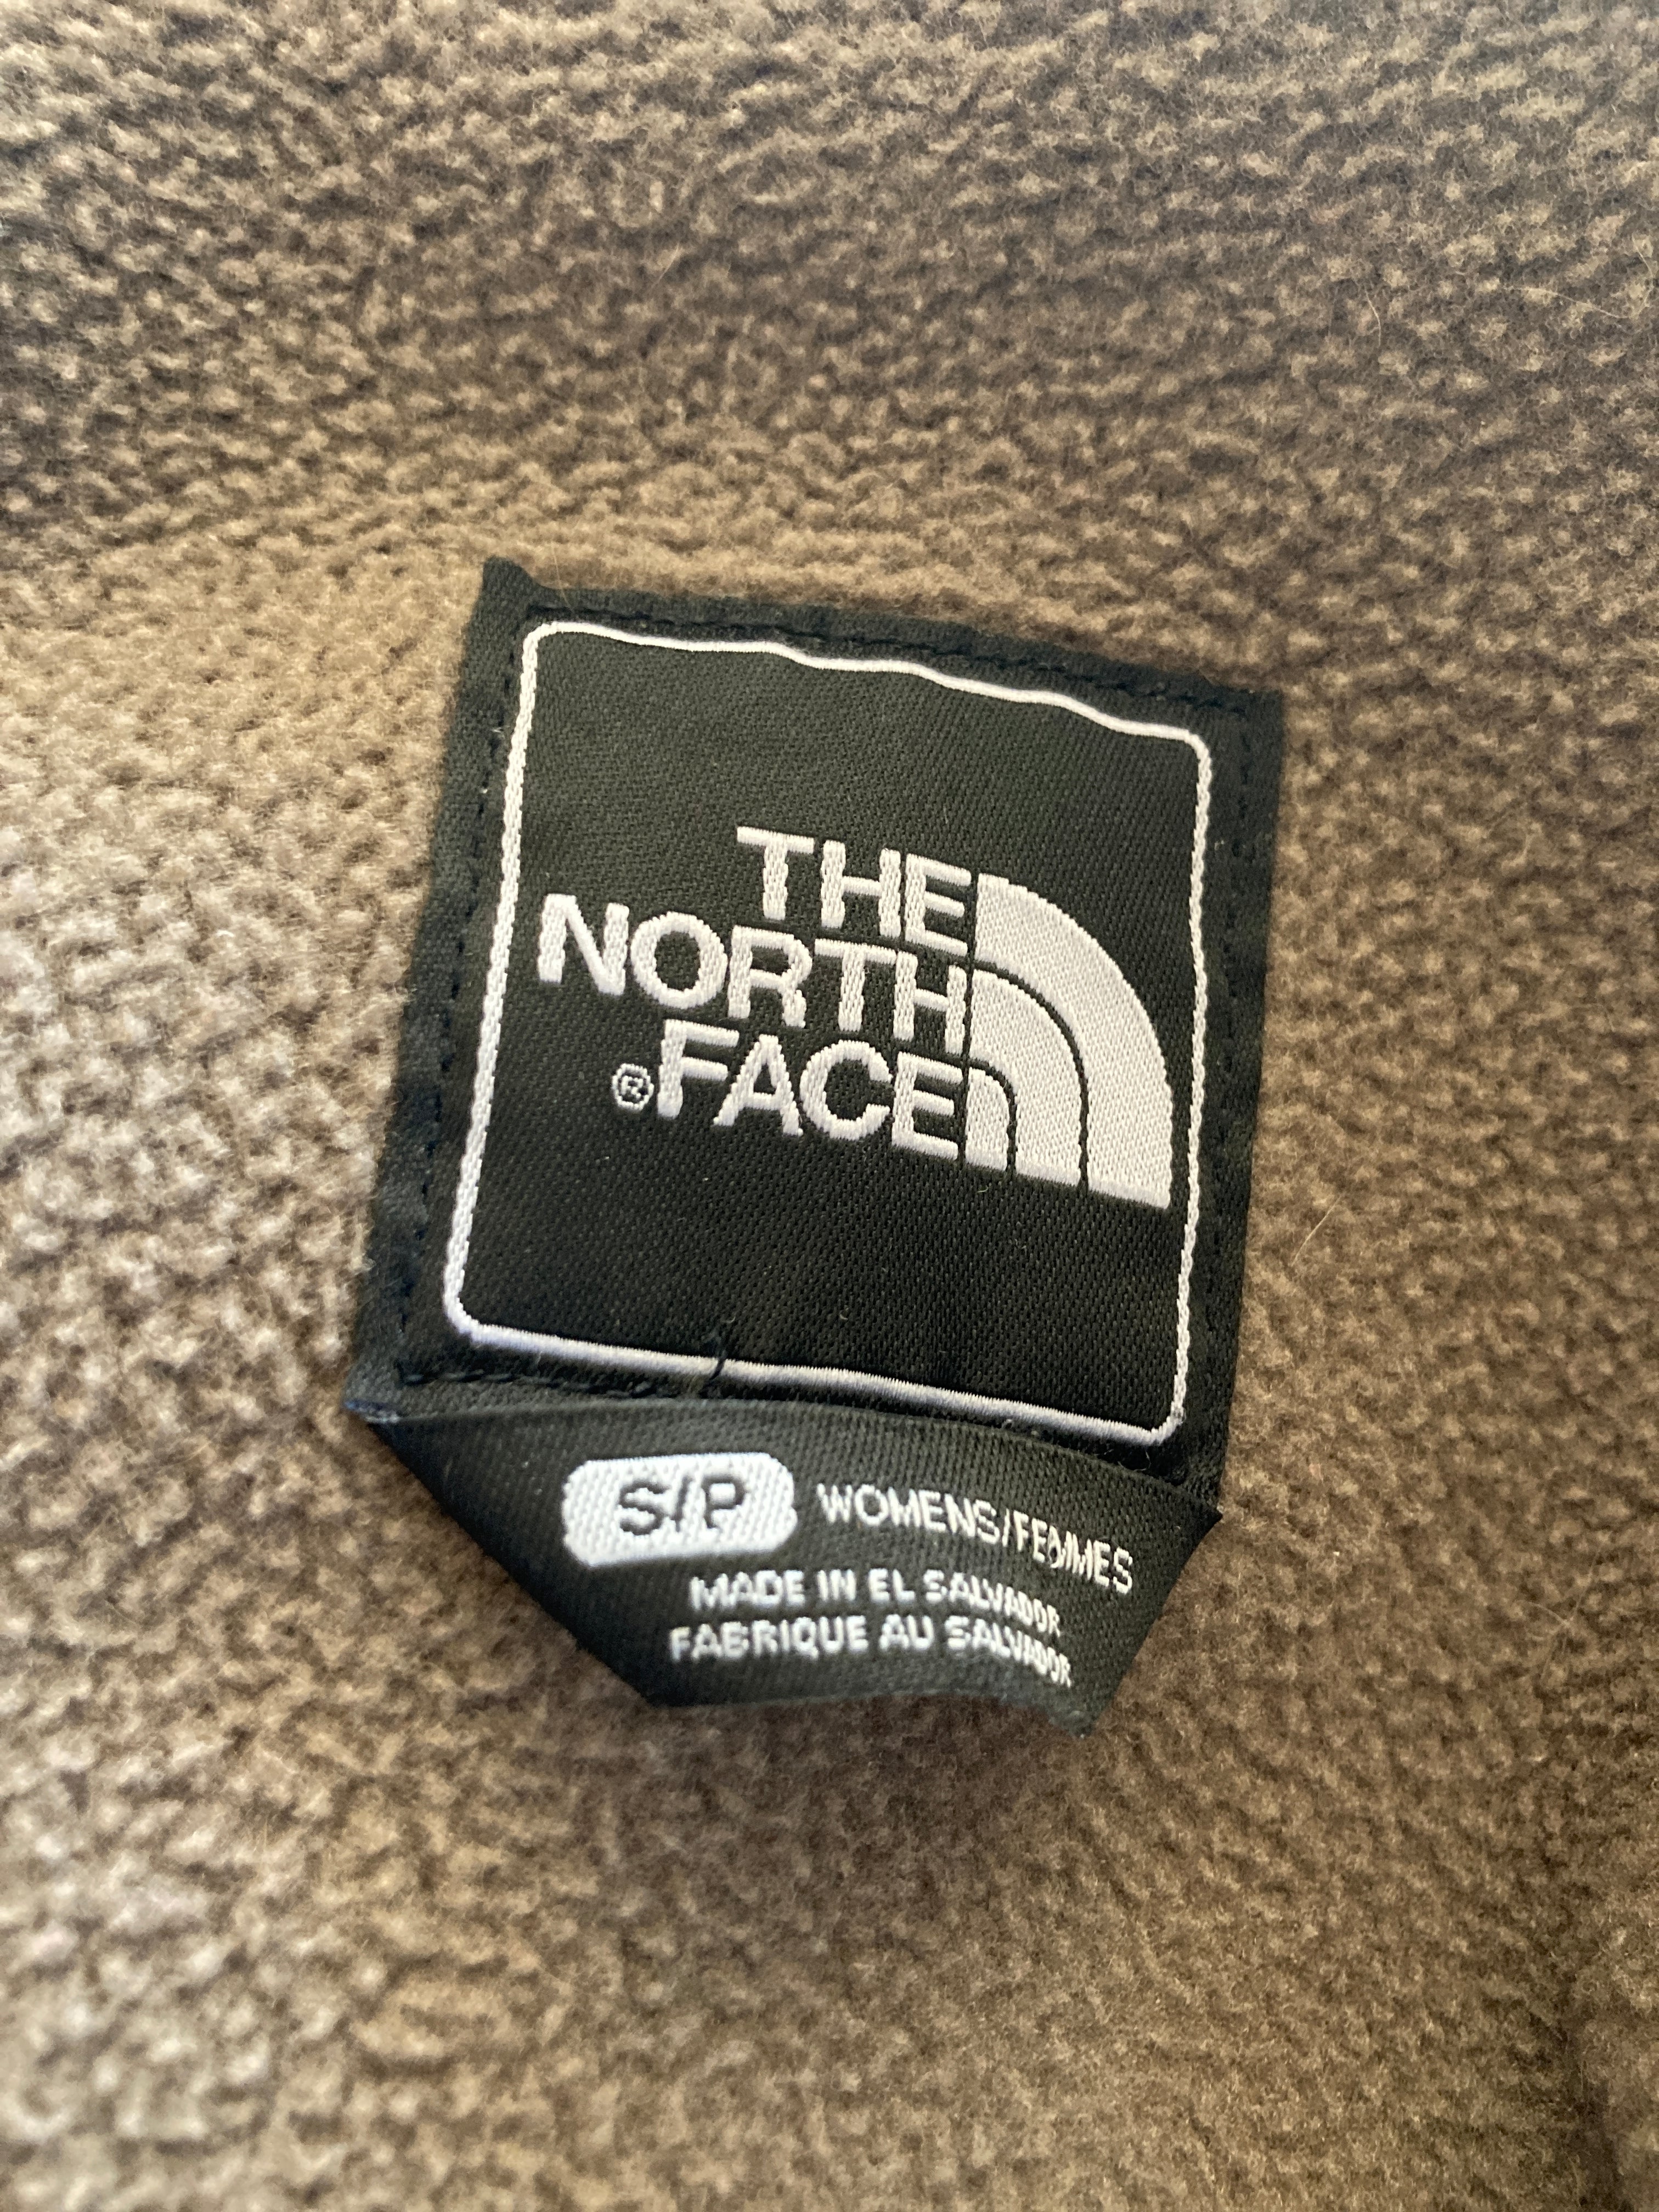 THE
NORTH
®FACE
S/P WOMENS/FEMMES
MADE IN EL SALVADOR
FABRIQUE AU SALVADOR